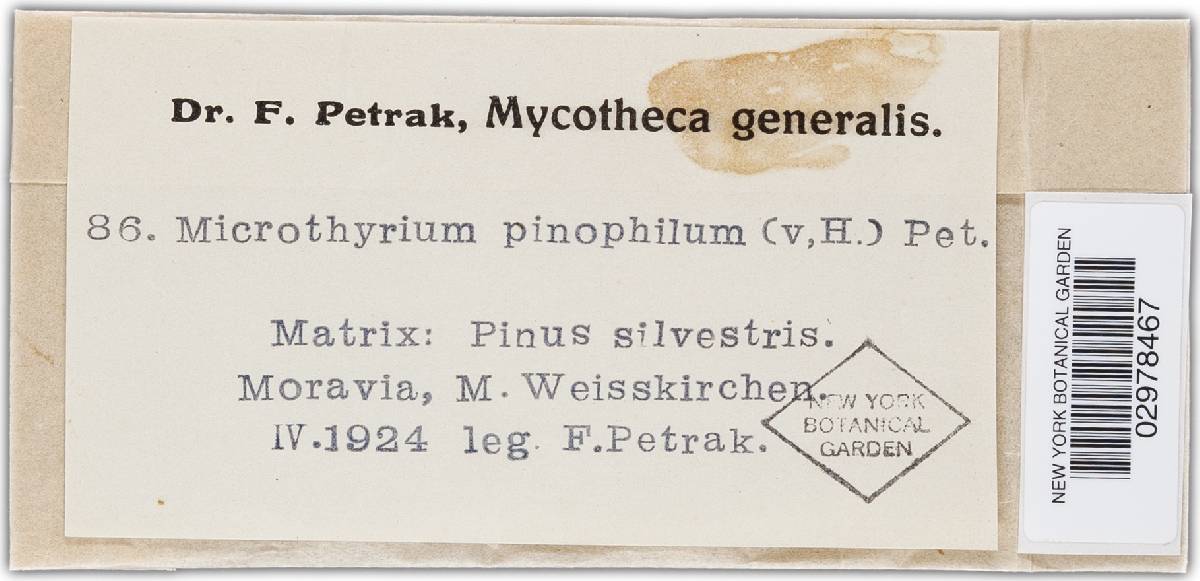 Dr. F. Petrak, Mycotheca generalis.
86. Microthyrium pinophilum (v,H.) Pet.
Matrix: Pinus silvestris.
Moravia, M. Weisskirchen.
IV.1924 leg. F.Petrak.
NEW YORK
BOTANICAL
GARDEN
NEW YORK BOTANICAL GARDEN
02978467